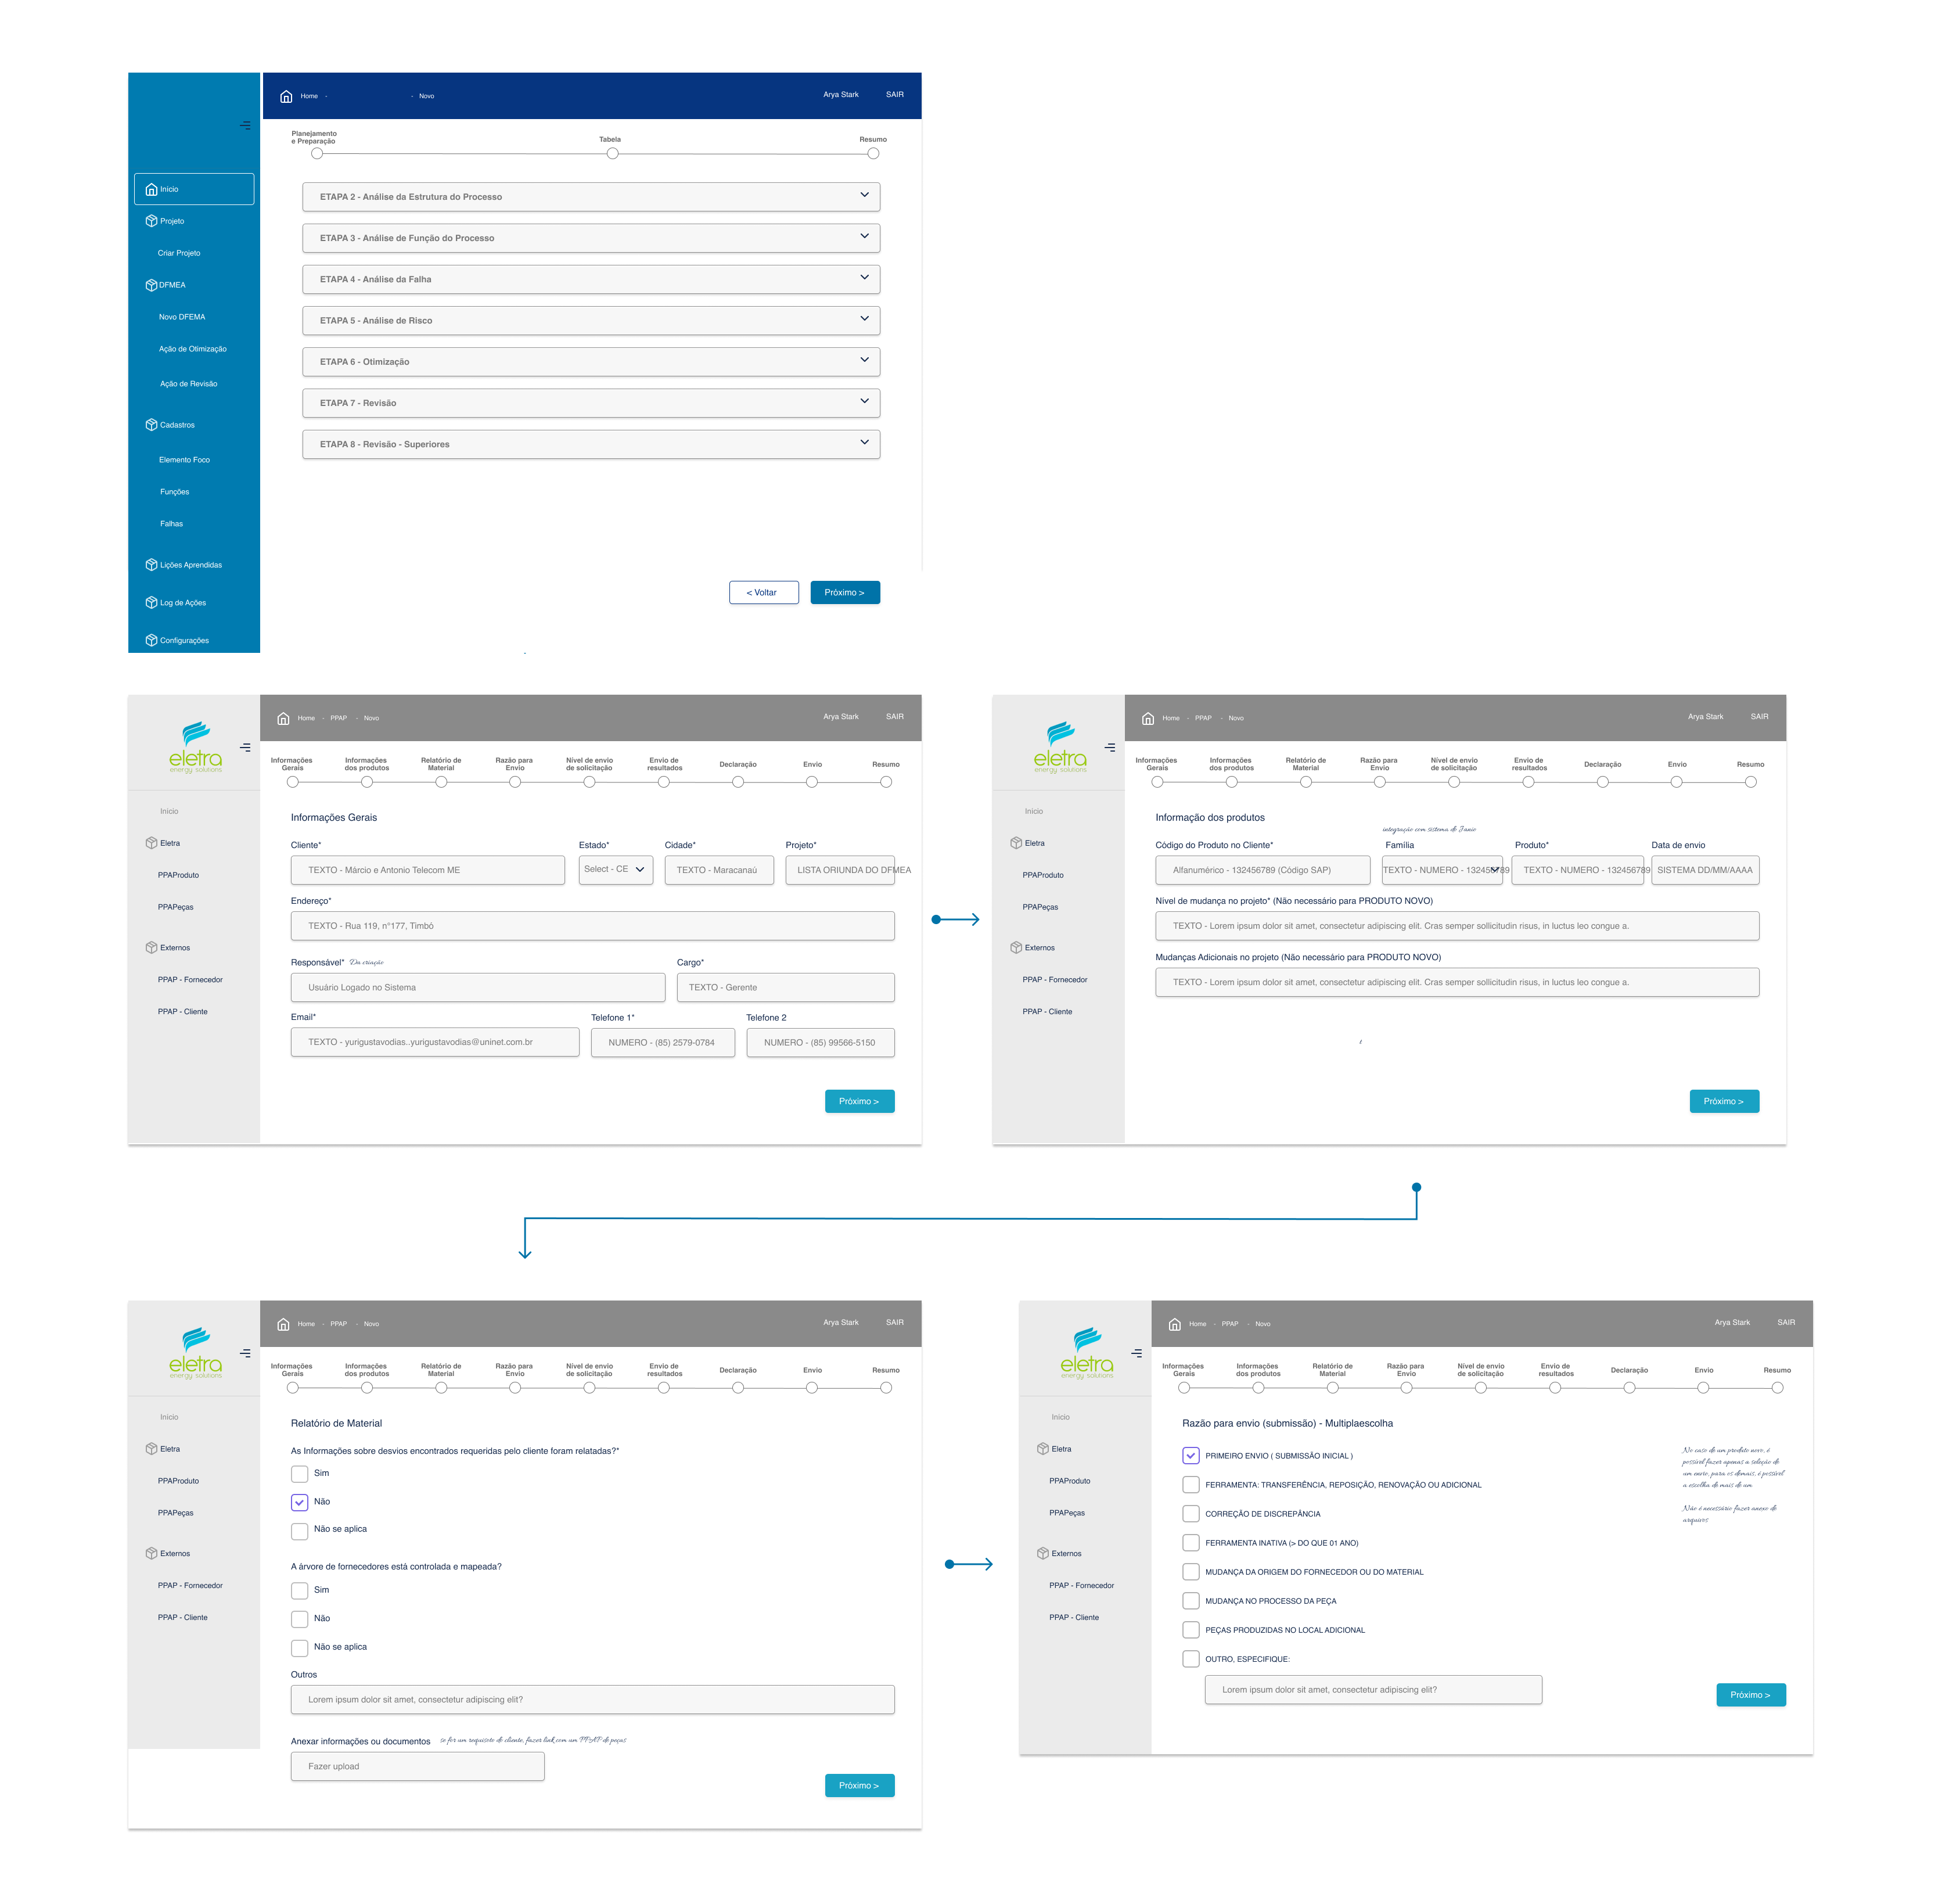 Home - - Novo
Arya Stark SAIR
Início
Projeto
Criar Projeto
DFMEA
Novo DFEMA
Ação de Otimização
Ação de Revisão
Cadastros
Elemento Foco
Funções
Falhas
Lições Aprendidas
Log de Ações
Configurações
Planejamento
e Preparação
Tabela
Resumo
ETAPA 2 - Análise da Estrutura do Processo
ETAPA 3 - Análise de Função do Processo
ETAPA 4 - Análise da Falha
ETAPA 5 - Análise de Risco
ETAPA 6 - Otimização
ETAPA 7 - Revisão
ETAPA 8 - Revisão - Superiores
< Voltar
Próximo >
eletra
energy solutions
Início
Eletra
PPAProduto
PPAPeças
Externos
PPAP - Fornecedor
PPAP - Cliente
Home - PPAP - Novo
Arya Stark SAIR
Informações
Gerais
Informações
dos produtos
Relatório de
Material
Razão para
Envio
Nível de envio
de solicitação
Envio de
resultados
Declaração
Envio
Resumo
Informações Gerais
Cliente* Estado* Cidade* Projeto*
TEXTO - Márcio e Antonio Telecom ME Select - CE TEXTO - Maracanaú LISTA ORIUNDA DO DFMEA
Endereço*
TEXTO - Rua 119, n°177, Timbó
Responsável* Da criação Cargo*
Usuário Logado no Sistema TEXTO - Gerente
Email* Telefone 1* Telefone 2
TEXTO - yurigustavodias..yurigustavodias@uninet.com.br NUMERO - (85) 2579-0784 NUMERO - (85) 99566-5150
Próximo >
eletra
energy solutions
Início
Eletra
PPAProduto
PPAPeças
Externos
PPAP - Fornecedor
PPAP - Cliente
Home - PPAP - Novo
Arya Stark SAIR
Informações
Gerais
Informações
dos produtos
Relatório de
Material
Razão para
Envio
Nível de envio
de solicitação
Envio de
resultados
Declaração
Envio
Resumo
Informação dos produtos
integração com sistema do Janio
Código do Produto no Cliente* Família Produto* Data de envio
Alfanumérico - 132456789 (Código SAP) TEXTO - NUMERO - 132456789 TEXTO - NUMERO - 132456789 SISTEMA DD/MM/AAAA
Nível de mudança no projeto* (Não necessário para PRODUTO NOVO)
TEXTO - Lorem ipsum dolor sit amet, consectetur adipiscing elit. Cras semper sollicitudin risus, in luctus leo congue a.
Mudanças Adicionais no projeto (Não necessário para PRODUTO NOVO)
TEXTO - Lorem ipsum dolor sit amet, consectetur adipiscing elit. Cras semper sollicitudin risus, in luctus leo congue a.
Próximo >
eletra
energy solutions
Início
Eletra
PPAProduto
PPAPeças
Externos
PPAP - Fornecedor
PPAP - Cliente
Home - PPAP - Novo
Arya Stark SAIR
Informações
Gerais
Informações
dos produtos
Relatório de
Material
Razão para
Envio
Nível de envio
de solicitação
Envio de
resultados
Declaração
Envio
Resumo
Relatório de Material
As Informações sobre desvios encontrados requeridas pelo cliente foram relatadas?*
Sim
Não
Não se aplica
A árvore de fornecedores está controlada e mapeada?
Sim
Não
Não se aplica
Outros
Lorem ipsum dolor sit amet, consectetur adipiscing elit?
Anexar informações ou documentos se for um requisito do cliente, fazer link com um PPAP de peças
Fazer upload
Próximo >
eletra
energy solutions
Início
Eletra
PPAProduto
PPAPeças
Externos
PPAP - Fornecedor
PPAP - Cliente
Home - PPAP - Novo
Arya Stark SAIR
Informações
Gerais
Informações
dos produtos
Relatório de
Material
Razão para
Envio
Nível de envio
de solicitação
Envio de
resultados
Declaração
Envio
Resumo
Razão para envio (submissão) - Multiplaescolha
PRIMEIRO ENVIO ( SUBMISSÃO INICIAL )
FERRAMENTA: TRANSFERÊNCIA, REPOSIÇÃO, RENOVAÇÃO OU ADICIONAL
CORREÇÃO DE DISCREPÂNCIA
FERRAMENTA INATIVA (> DO QUE 01 ANO)
MUDANÇA DA ORIGEM DO FORNECEDOR OU DO MATERIAL
MUDANÇA NO PROCESSO DA PEÇA
PEÇAS PRODUZIDAS NO LOCAL ADICIONAL
OUTRO, ESPECIFIQUE:
Lorem ipsum dolor sit amet, consectetur adipiscing elit?
No caso de um produto novo, é
possível fazer apenas a seleção de
um envio, para os demais, é possível
a escolha de mais de um
Não é necessário fazer anexo de
arquivos
Próximo >